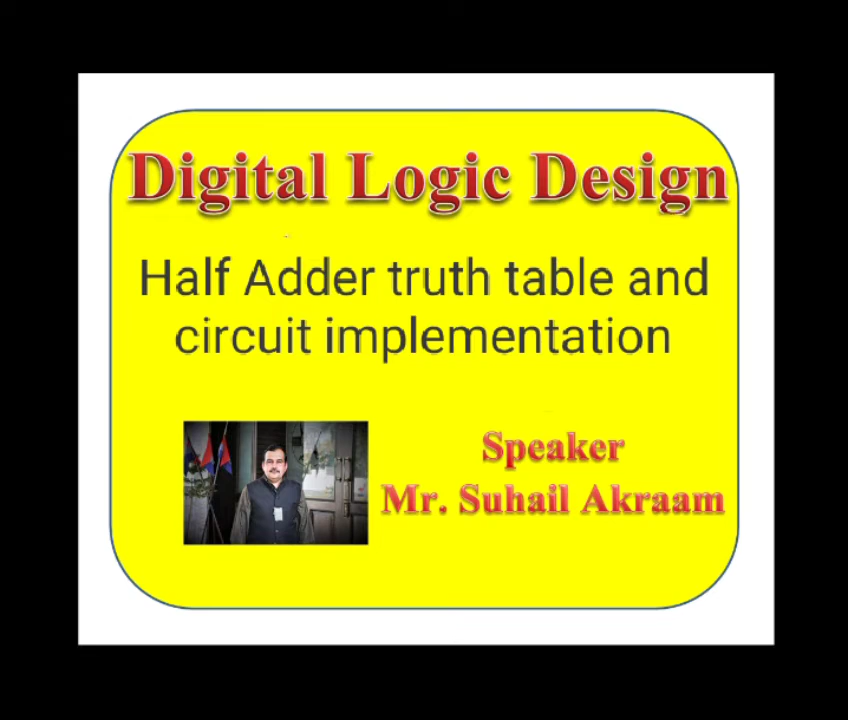 Digital Logic Design
Half Adder truth table and
circuit implementation
Speaker
Mr. Suhail Akraam